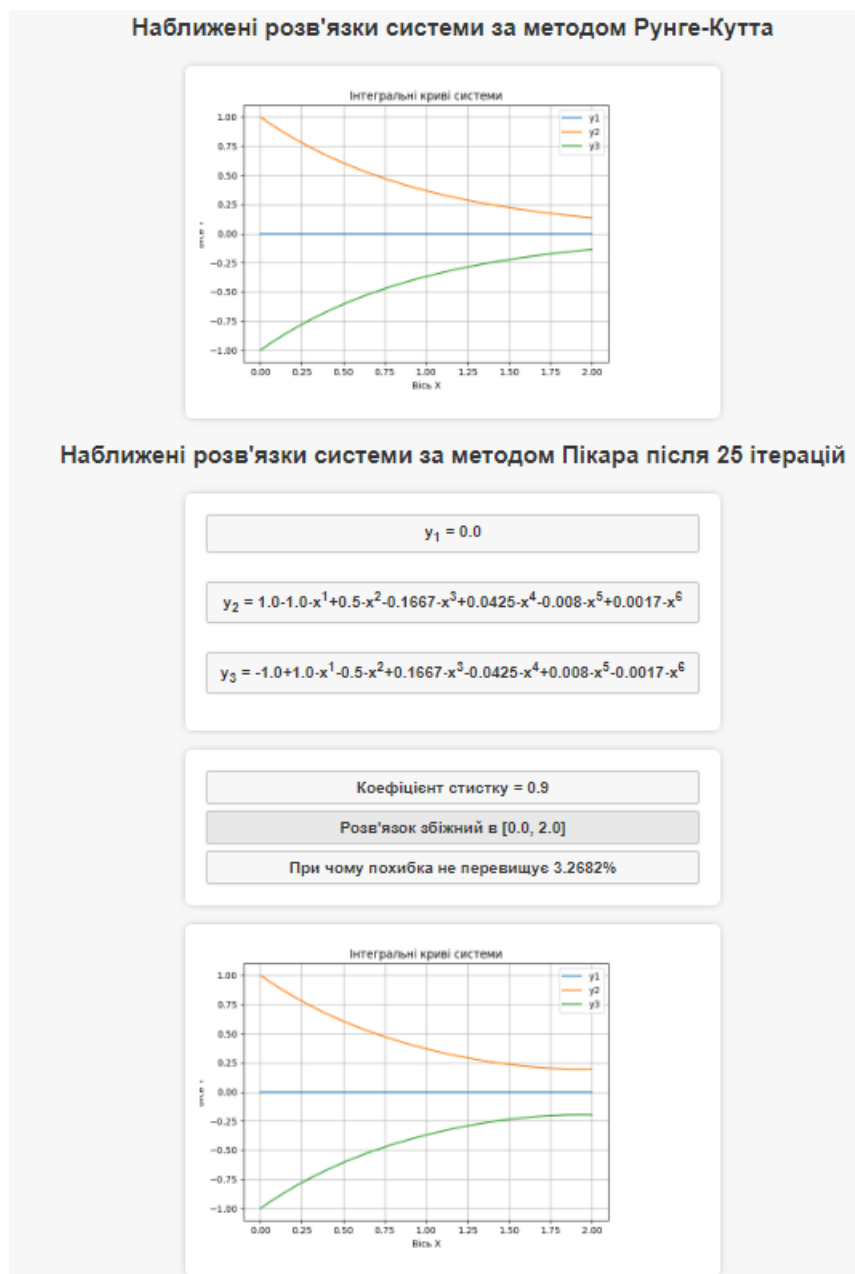 Наближені розв'язки системи за методом Рунге-Кутта
Інтегральні криві системи
y1
y2
y3
1.00
0.75
0.50
0.25
0.00
−0.25
−0.50
−0.75
−1.00
0.00 0.25 0.50 0.75 1.00 1.25 1.50 1.75 2.00
Вісь X
Наближені розв'язки системи за методом Пікара після 25 ітерацій
y₁ = 0.0
y₂ = 1.0-1.0·x¹+0.5·x²-0.1667·x³+0.0425·x⁴-0.008·x⁵+0.0017·x⁶
y₃ = -1.0+1.0·x¹-0.5·x²+0.1667·x³-0.0425·x⁴+0.008·x⁵-0.0017·x⁶
Коефіцієнт стистку = 0.9
Розв'язок збіжний в [0.0, 2.0]
При чому похибка не перевищує 3.2682%
Інтегральні криві системи
y1
y2
y3
1.00
0.75
0.50
0.25
0.00
−0.25
−0.50
−0.75
−1.00
0.00 0.25 0.50 0.75 1.00 1.25 1.50 1.75 2.00
Вісь X